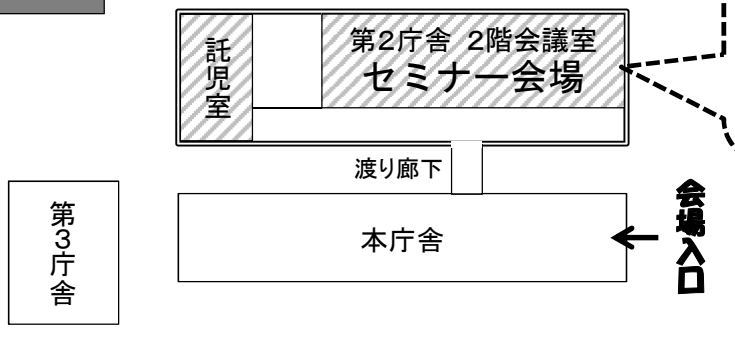 託児室
第2庁舎 2階会議室
セミナー会場
渡り廊下
第3庁舎
本庁舎
会場入口